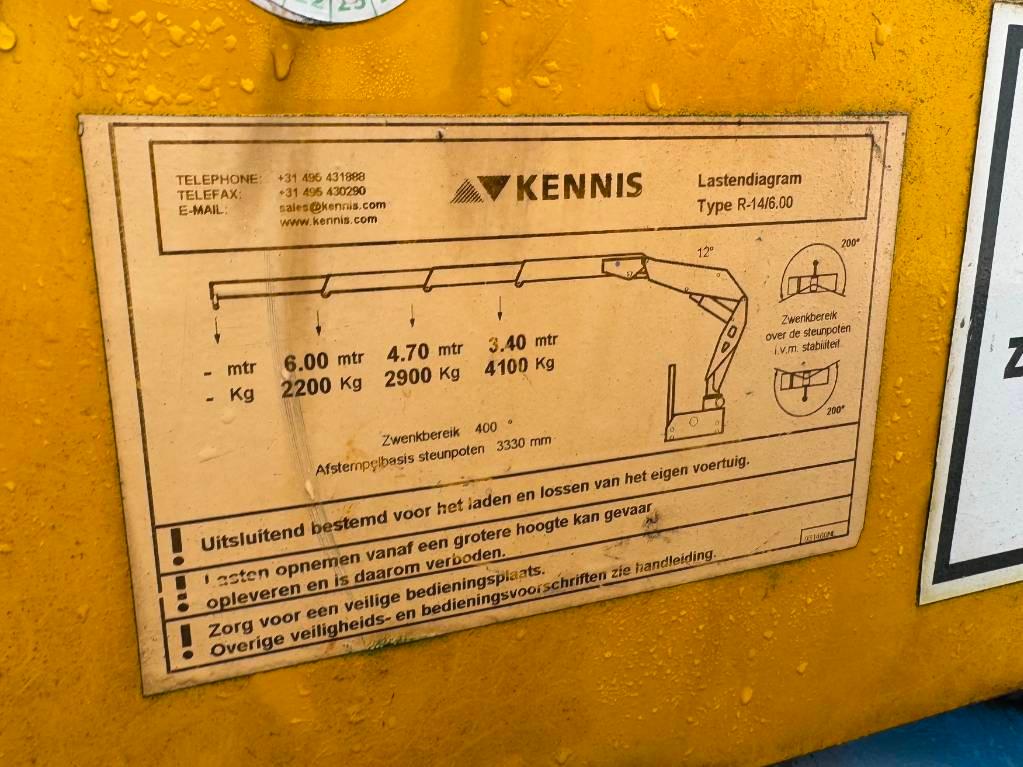 TELEPHONE: +31 495 431888
TELEFAX: +31 495 430290
E-MAIL: sales@kennis.com
www.kennis.com
KENNIS
Lastendiagram
Type R-14/6.00
12°
200°
Zwenkbereik
over de steunpoten
i.v.m. stabiliteit
200°
- mtr 6.00 mtr 4.70 mtr 3.40 mtr
- Kg 2200 Kg 2900 Kg 4100 Kg
Zwenkbereik 400 °
Afstempelbasis steunpoten 3330 mm
! Uitsluitend bestemd voor het laden en lossen van het eigen voertuig.
! Lasten opnemen vanaf een grotere hoogte kan gevaar
opleveren en is daarom verboden.
! Zorg voor een veilige bedieningsplaats.
Overige veiligheids- en bedieningsvoorschriften zie handleiding.
Z